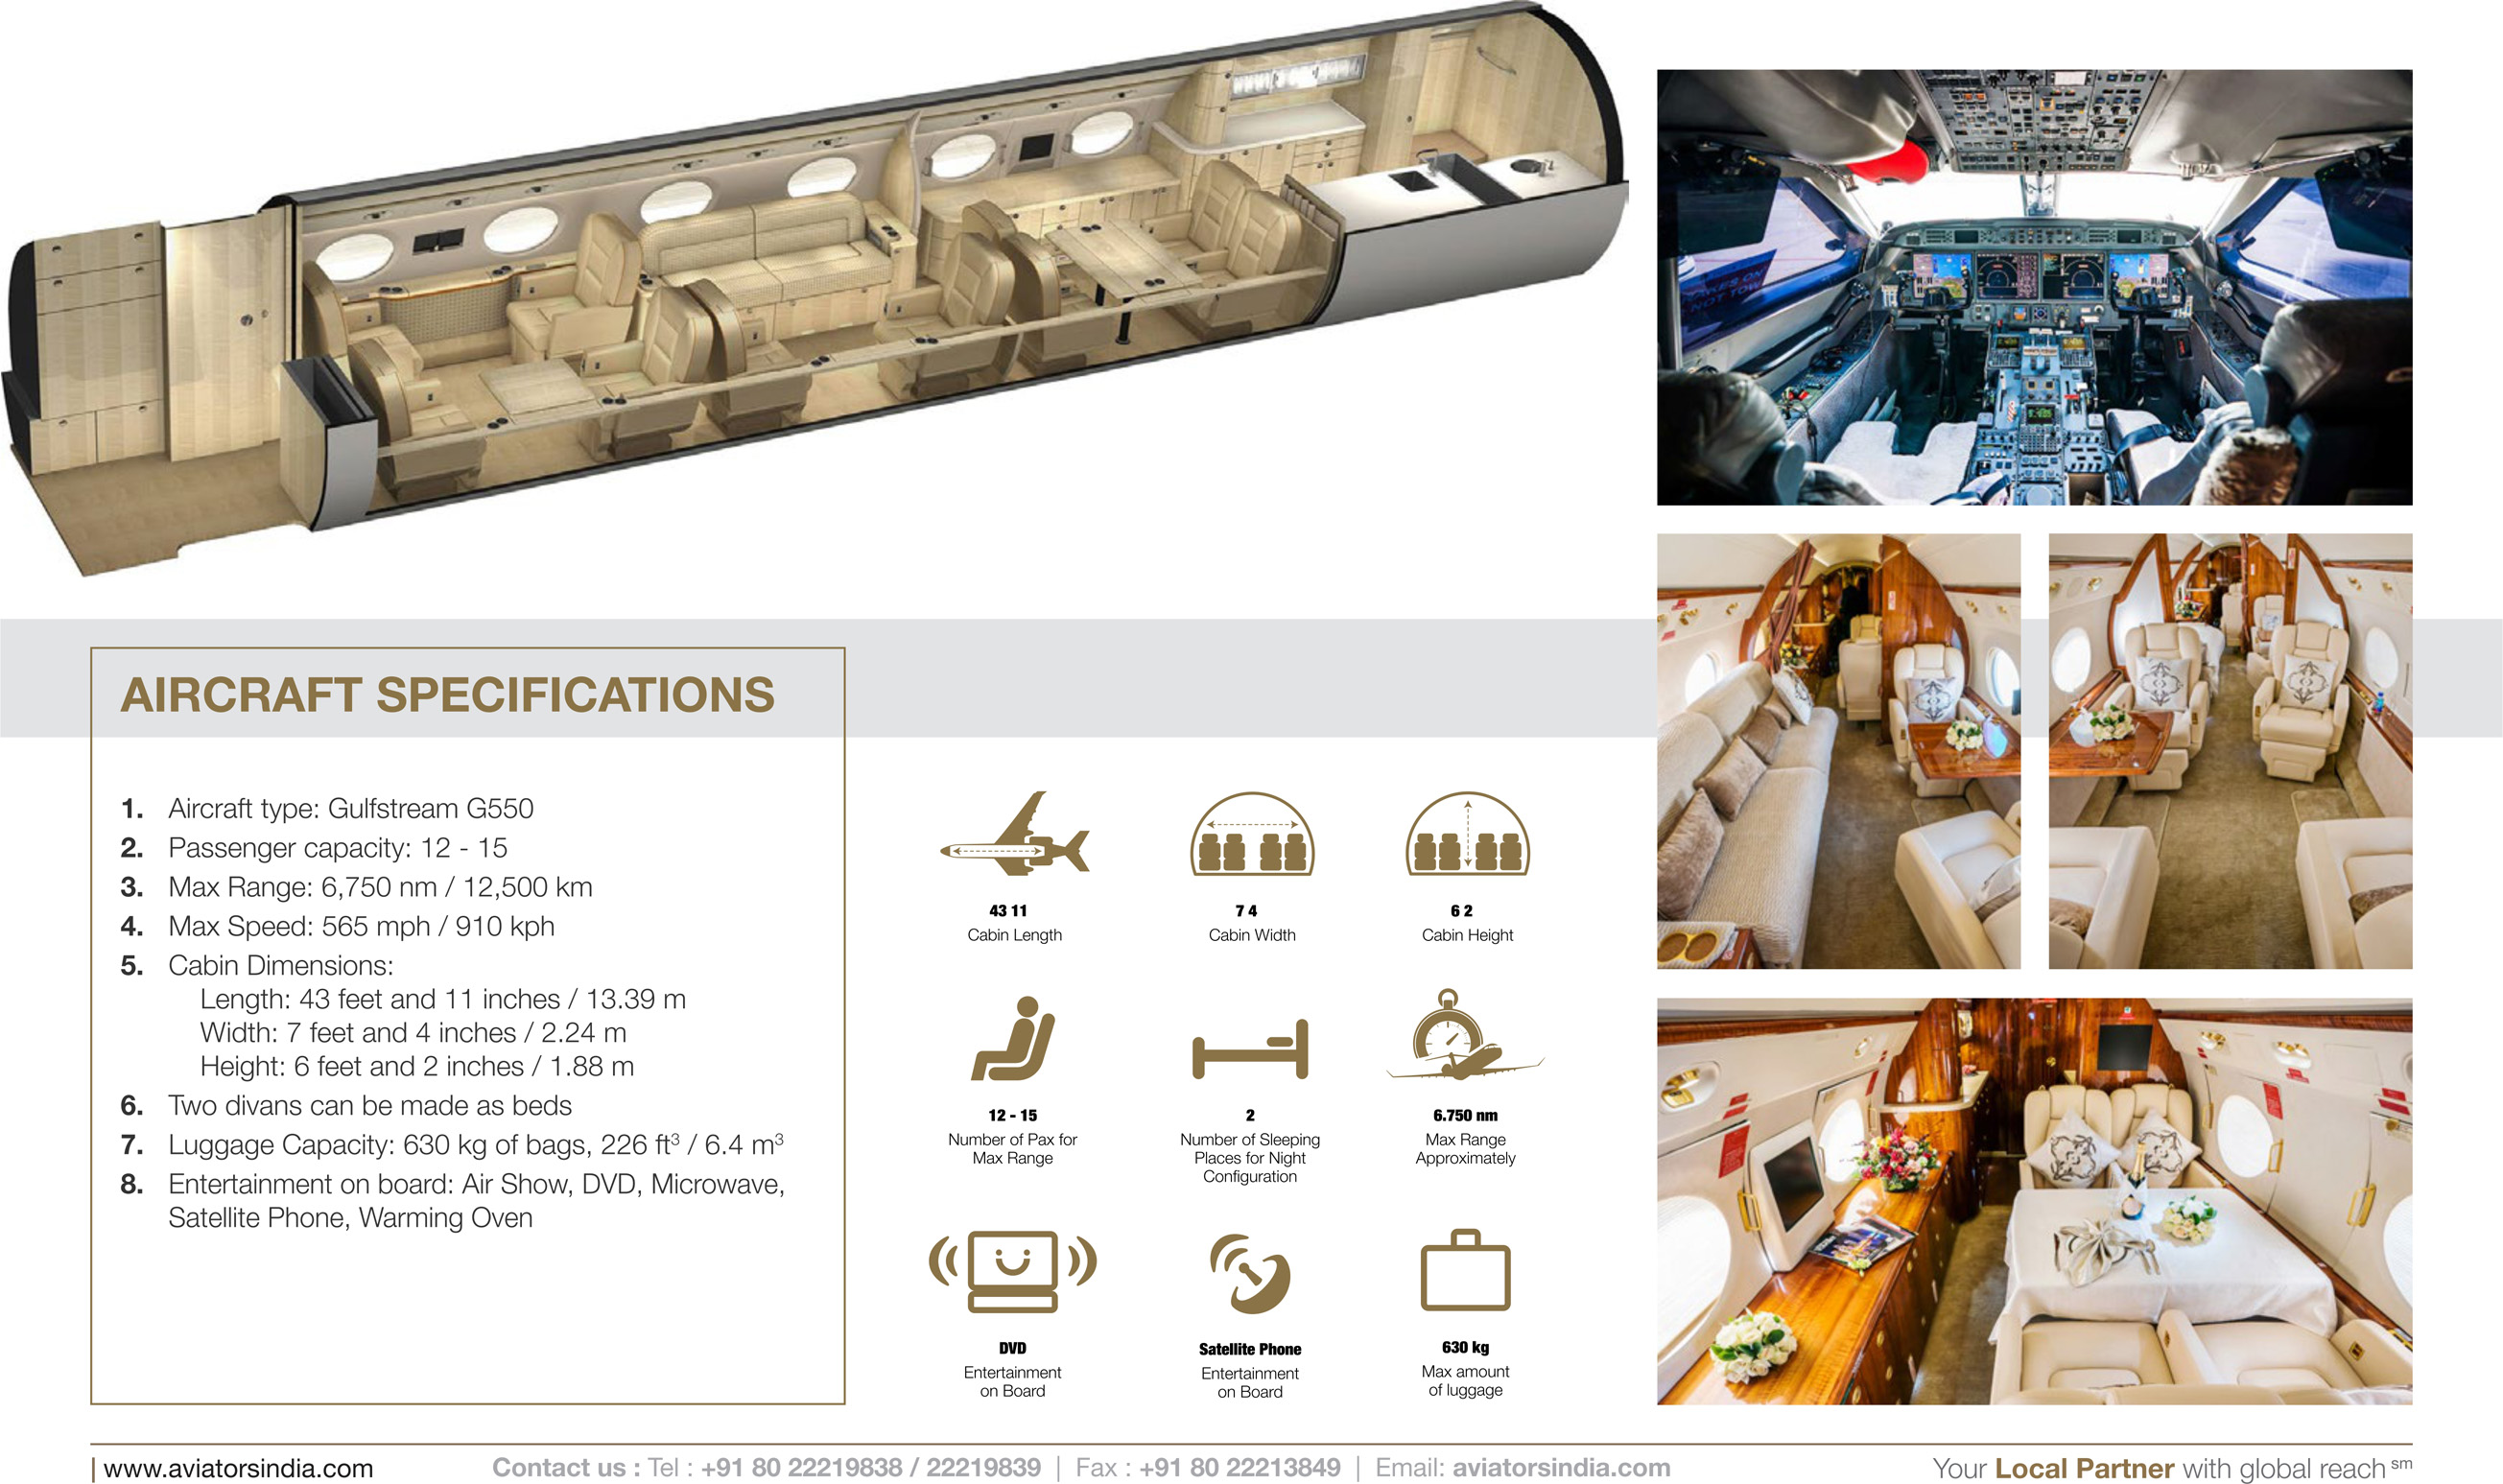 AIRCRAFT SPECIFICATIONS
1. Aircraft type: Gulfstream G550
2. Passenger capacity: 12 - 15
3. Max Range: 6,750 nm / 12,500 km
4. Max Speed: 565 mph / 910 kph
5. Cabin Dimensions:
Length: 43 feet and 11 inches / 13.39 m
Width: 7 feet and 4 inches / 2.24 m
Height: 6 feet and 2 inches / 1.88 m
6. Two divans can be made as beds
7. Luggage Capacity: 630 kg of bags, 226 ft³ / 6.4 m³
8. Entertainment on board: Air Show, DVD, Microwave,
Satellite Phone, Warming Oven
43 11
Cabin Length
7 4
Cabin Width
6 2
Cabin Height
12 - 15
Number of Pax for
Max Range
2
Number of Sleeping
Places for Night
Configuration
6.750 nm
Max Range
Approximately
DVD
Entertainment
on Board
Satellite Phone
Entertainment
on Board
630 kg
Max amount
of luggage
www.aviatorsindia.com
Contact us : Tel : +91 80 22219838 / 22219839 | Fax : +91 80 22213849 | Email: aviatorsindia.com
Your Local Partner with global reach ℠